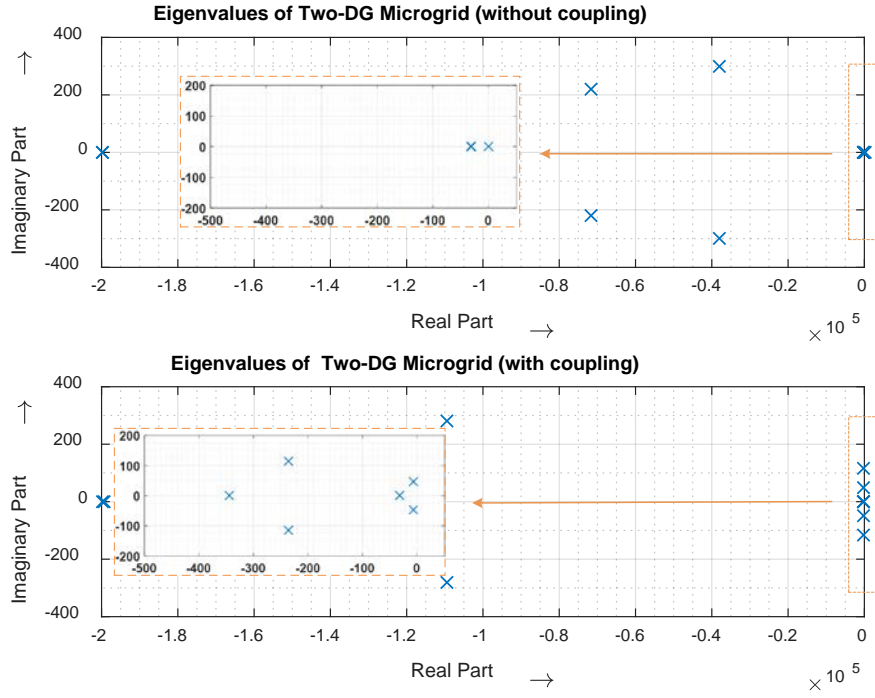 Eigenvalues of Two-DG Microgrid (without coupling)
400
200
0
-200
-400
Imaginary Part →
200
100
0
-100
-200
-500 -400 -300 -200 -100 0
-2 -1.8 -1.6 -1.4 -1.2 -1 -0.8 -0.6 -0.4 -0.2 0
Real Part →
× 10 5
Eigenvalues of Two-DG Microgrid (with coupling)
400
200
0
-200
-400
Imaginary Part →
200
100
0
-100
-200
-500 -400 -300 -200 -100 0
-2 -1.8 -1.6 -1.4 -1.2 -1 -0.8 -0.6 -0.4 -0.2 0
Real Part →
× 10 5